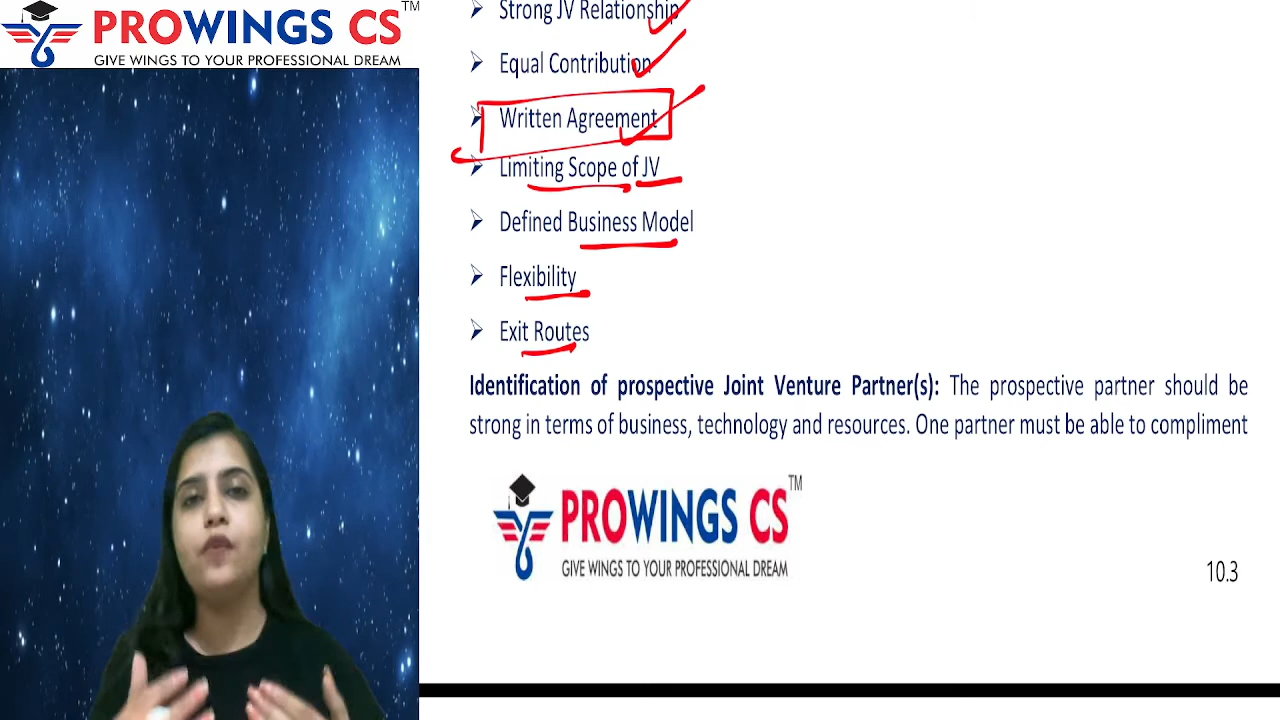 PROWINGS CS TM
GIVE WINGS TO YOUR PROFESSIONAL DREAM
Strong JV Relationship
Equal Contribution
Written Agreement
Limiting Scope of JV
Defined Business Model
Flexibility
Exit Routes
Identification of prospective Joint Venture Partner(s): The prospective partner should be
strong in terms of business, technology and resources. One partner must be able to compliment
PROWINGS CS TM
GIVE WINGS TO YOUR PROFESSIONAL DREAM
10.3